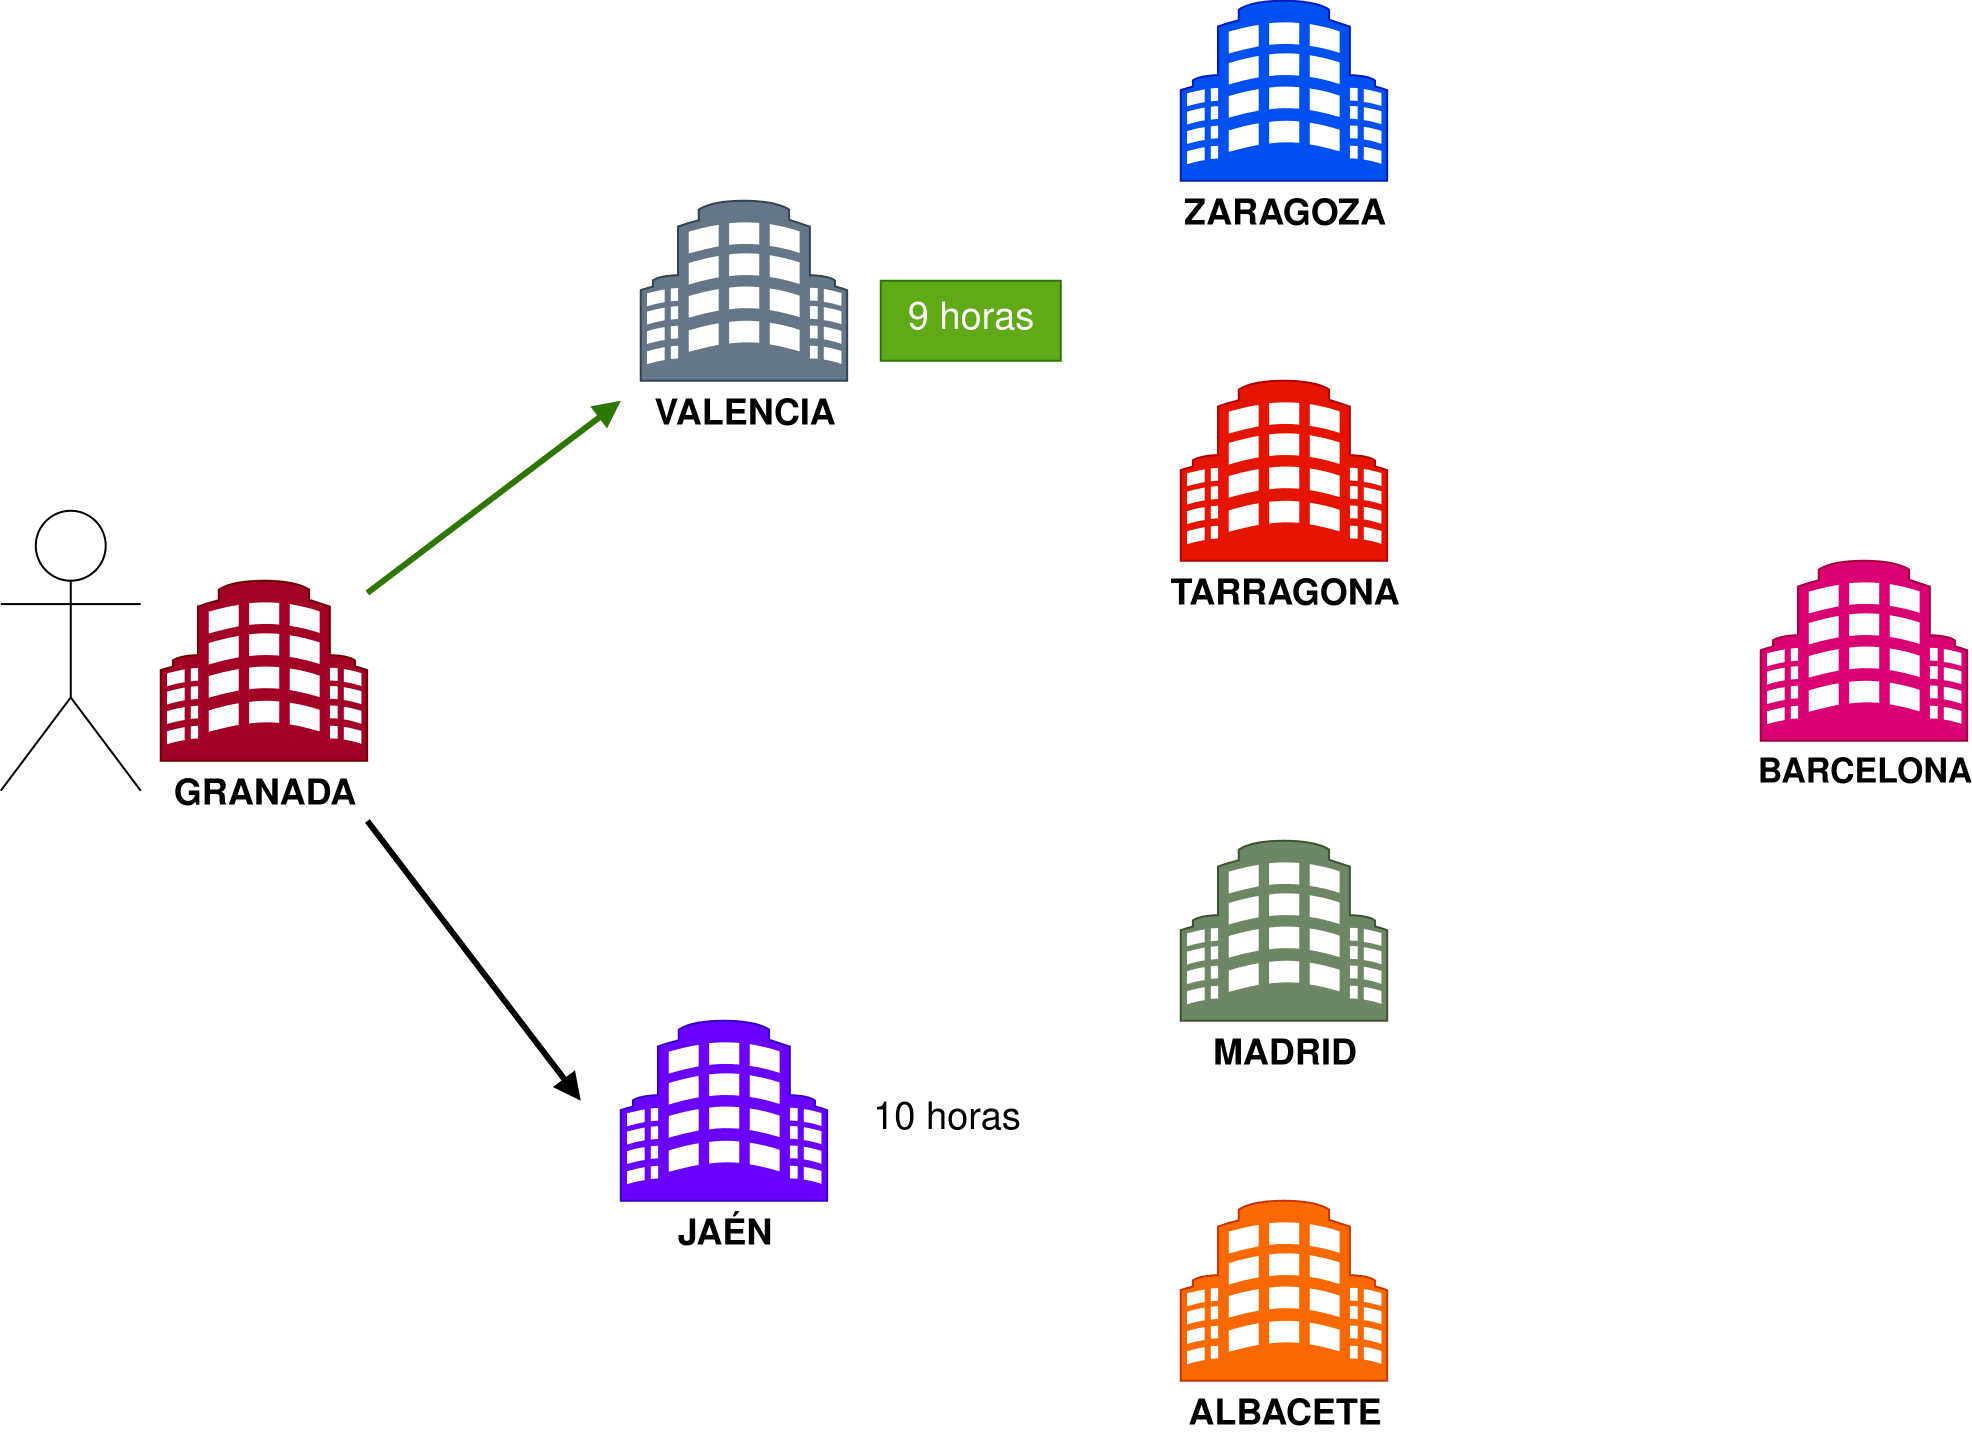 ZARAGOZA
9 horas
VALENCIA
TARRAGONA
BARCELONA
GRANADA
MADRID
10 horas
JAÉN
ALBACETE